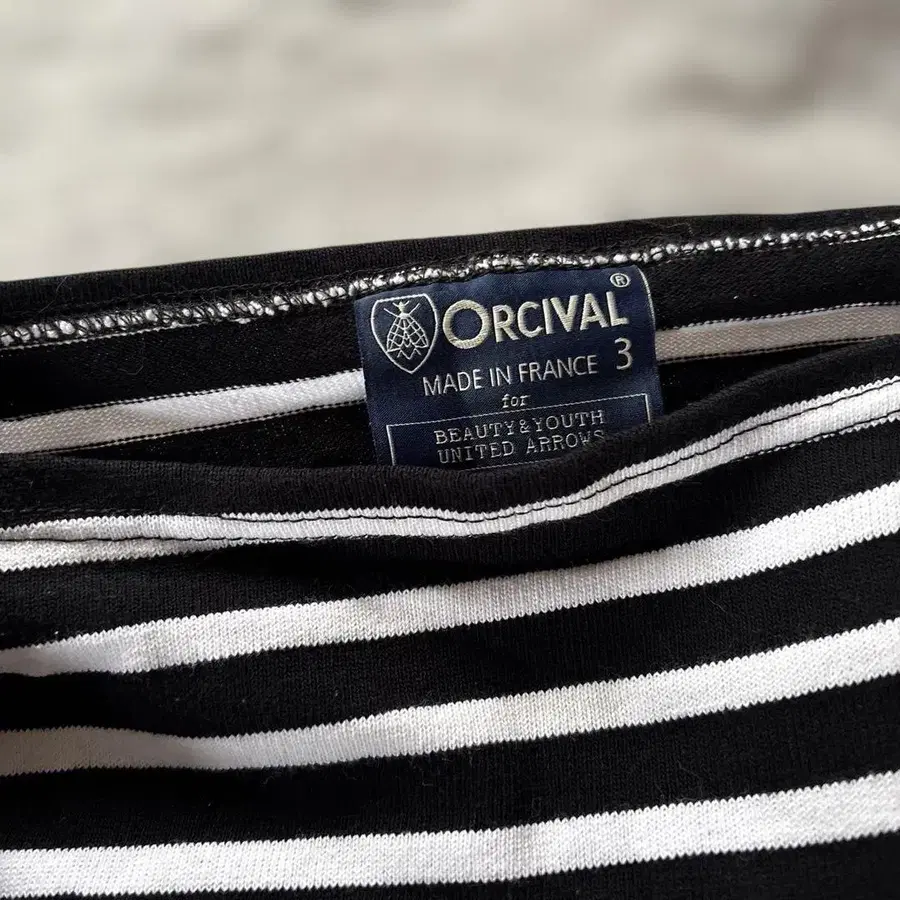 ORCIVAL®
MADE IN FRANCE 3
for
BEAUTY&YOUTH
UNITED ARROWS